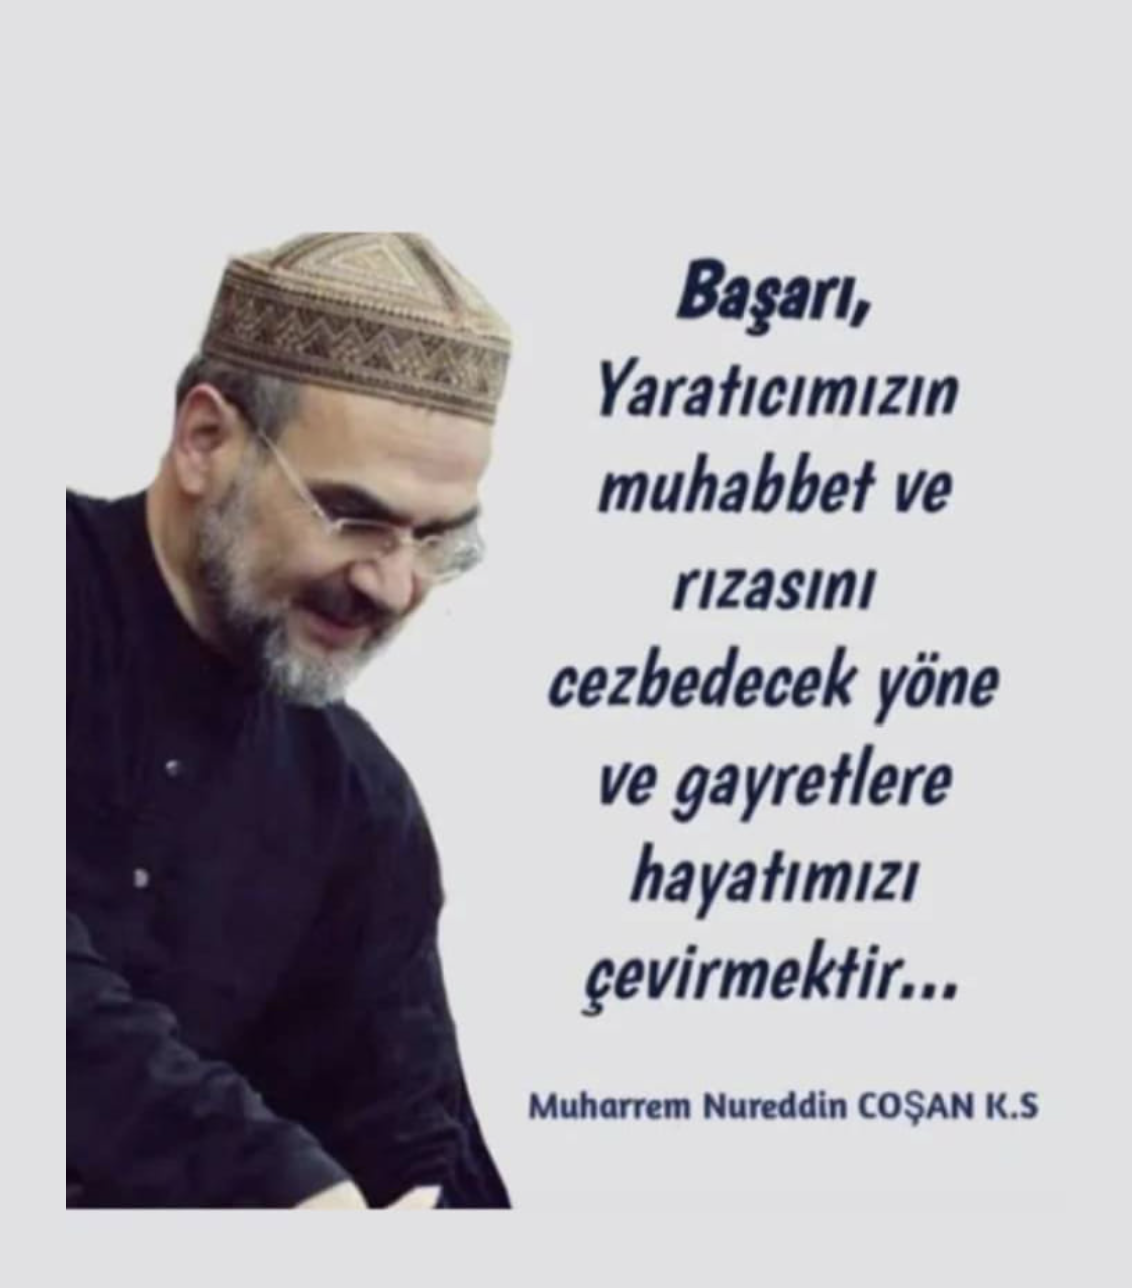 Başarı,
Yaratıcımızın
muhabbet ve
rızasını
cezbedecek yöne
ve gayretlere
hayatımızı
çevirmektir...
Muharrem Nureddin COŞAN K.S